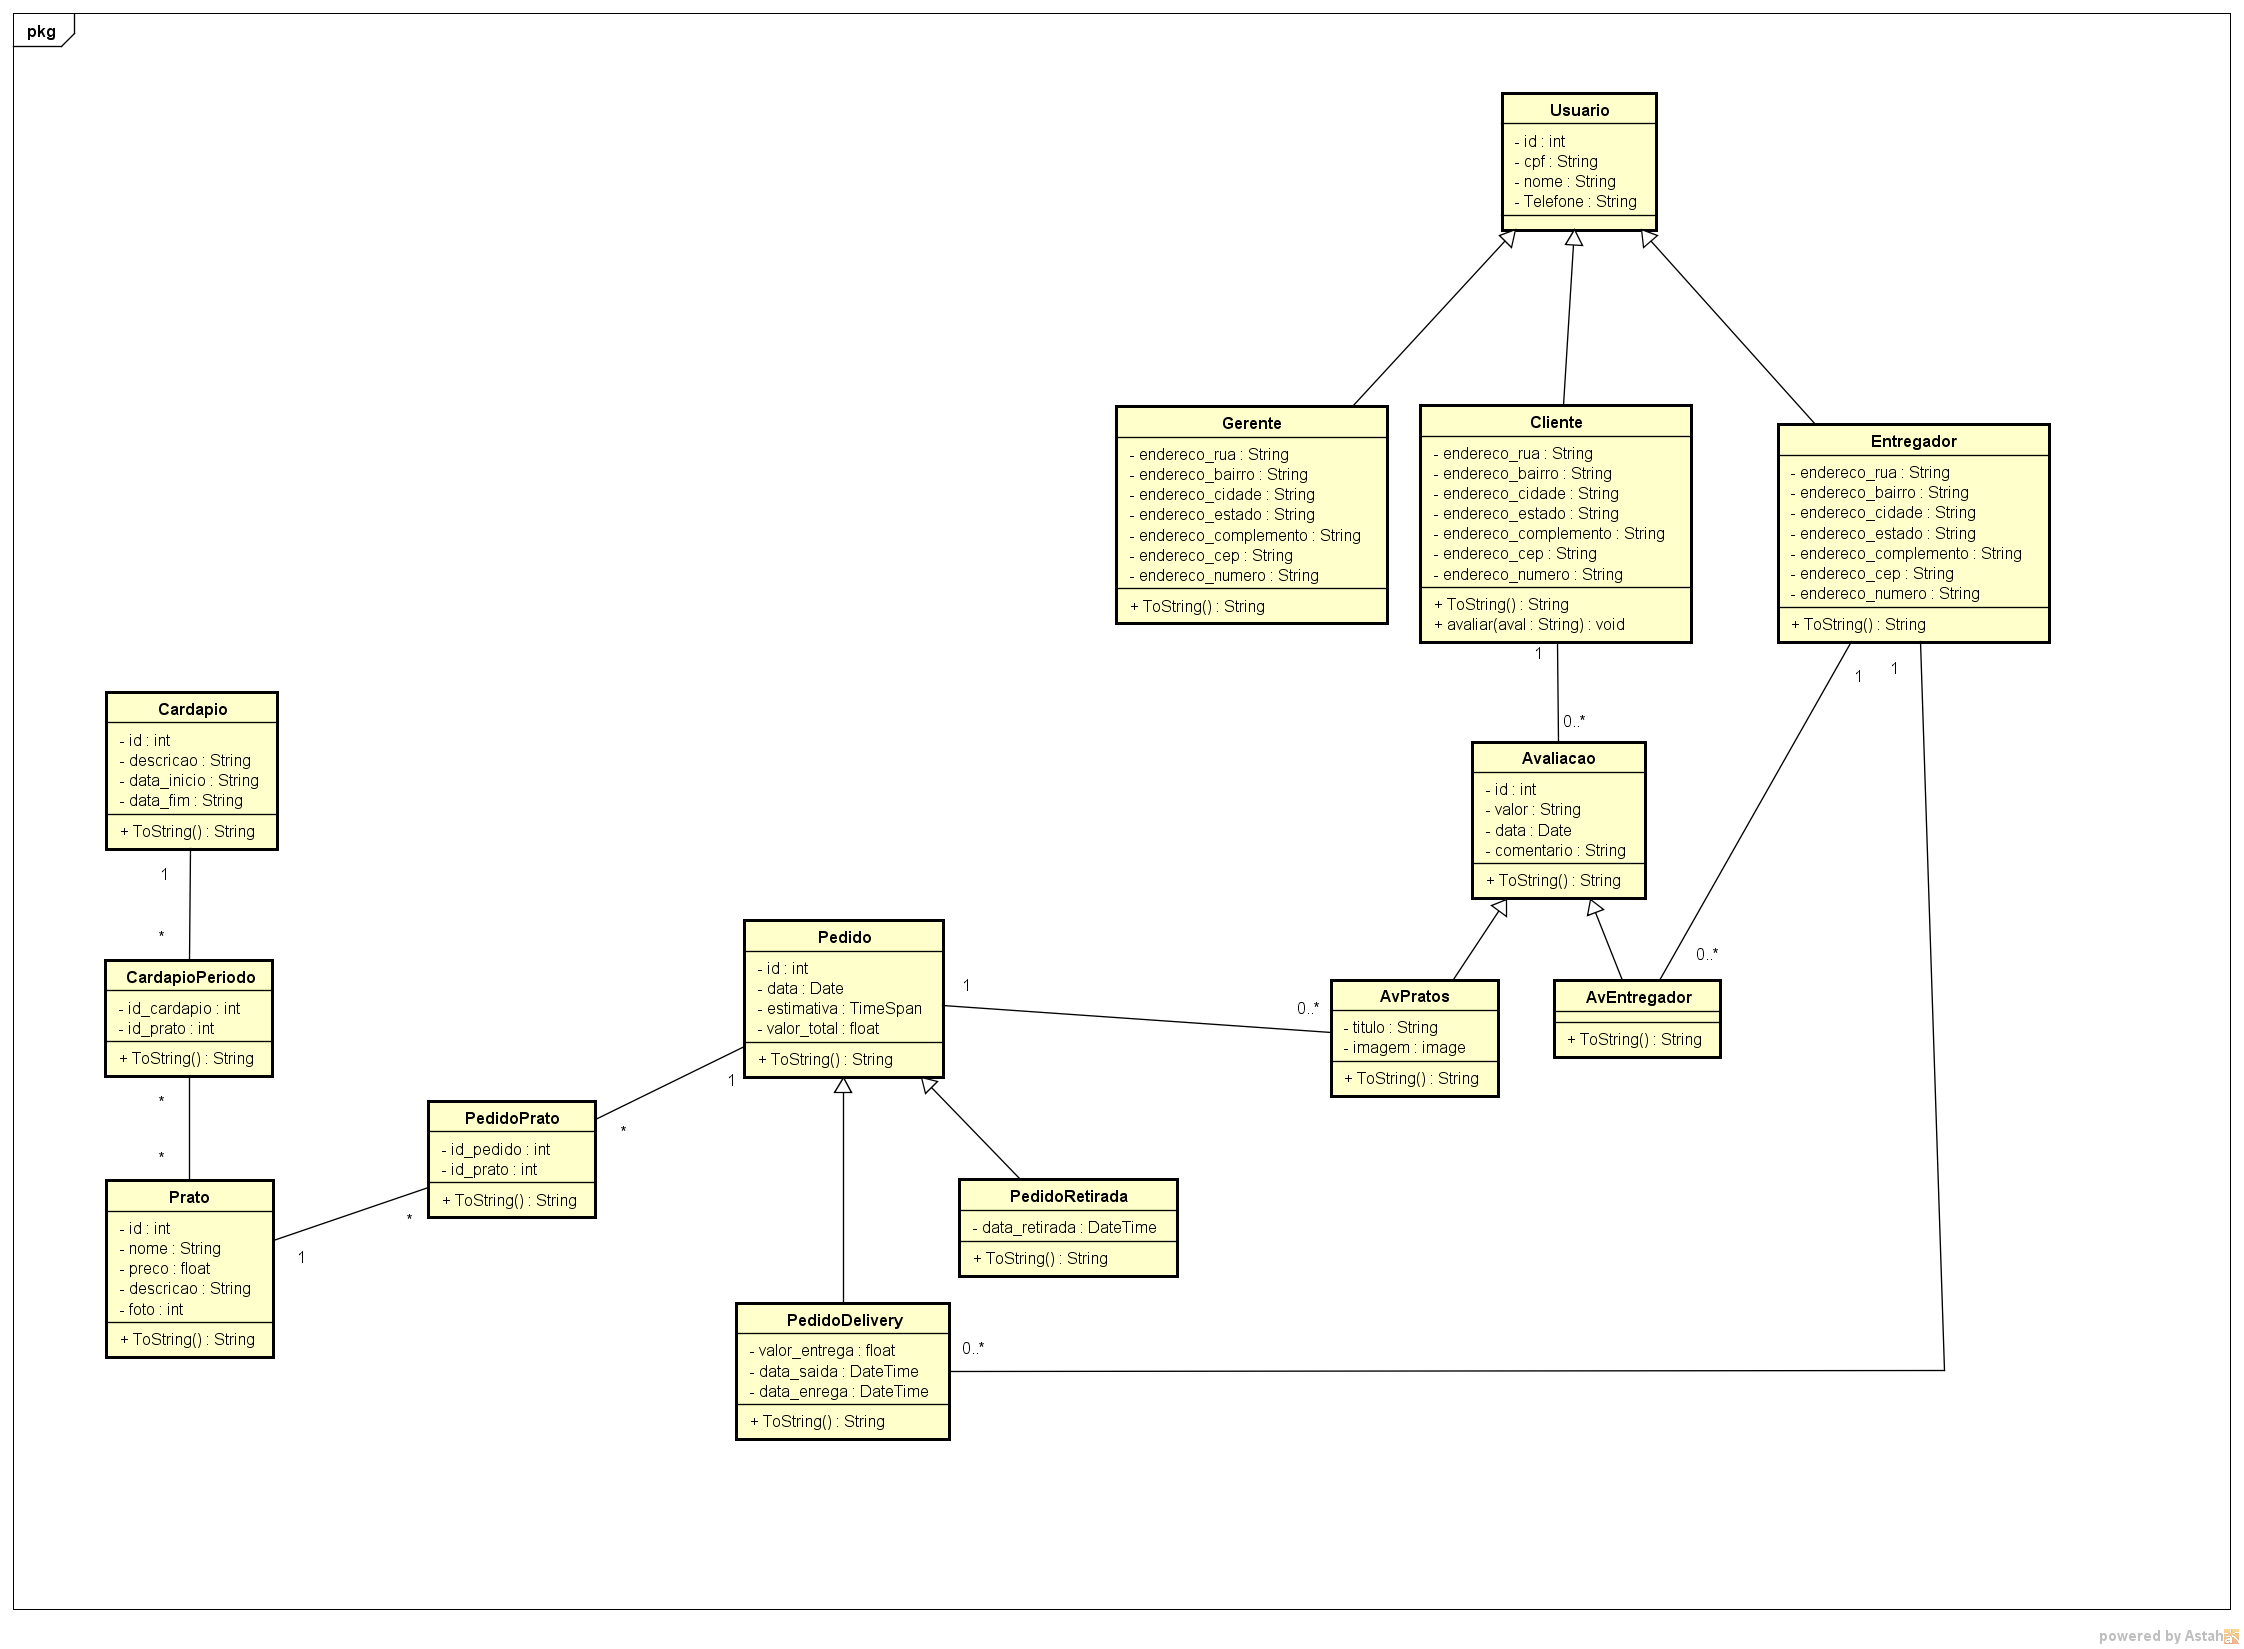 pkg
Usuario
- id : int
- cpf : String
- nome : String
- Telefone : String
Gerente
- endereco_rua : String
- endereco_bairro : String
- endereco_cidade : String
- endereco_estado : String
- endereco_complemento : String
- endereco_cep : String
- endereco_numero : String
+ ToString() : String
Cliente
- endereco_rua : String
- endereco_bairro : String
- endereco_cidade : String
- endereco_estado : String
- endereco_complemento : String
- endereco_cep : String
- endereco_numero : String
+ ToString() : String
+ avaliar(aval : String) : void
1
0..*
Entregador
- endereco_rua : String
- endereco_bairro : String
- endereco_cidade : String
- endereco_estado : String
- endereco_complemento : String
- endereco_cep : String
- endereco_numero : String
+ ToString() : String
1
1
Cardapio
- id : int
- descricao : String
- data_inicio : String
- data_fim : String
+ ToString() : String
1
*
CardapioPeriodo
- id_cardapio : int
- id_prato : int
+ ToString() : String
*
*
Prato
- id : int
- nome : String
- preco : float
- descricao : String
- foto : int
+ ToString() : String
1
*
PedidoPrato
- id_pedido : int
- id_prato : int
+ ToString() : String
*
1
Pedido
- id : int
- data : Date
- estimativa : TimeSpan
- valor_total : float
+ ToString() : String
1
0..*
Avaliacao
- id : int
- valor : String
- data : Date
- comentario : String
+ ToString() : String
AvPratos
- titulo : String
- imagem : image
+ ToString() : String
0..*
AvEntregador
+ ToString() : String
PedidoRetirada
- data_retirada : DateTime
+ ToString() : String
PedidoDelivery
- valor_entrega : float
- data_saida : DateTime
- data_enrega : DateTime
+ ToString() : String
0..*
powered by Astah